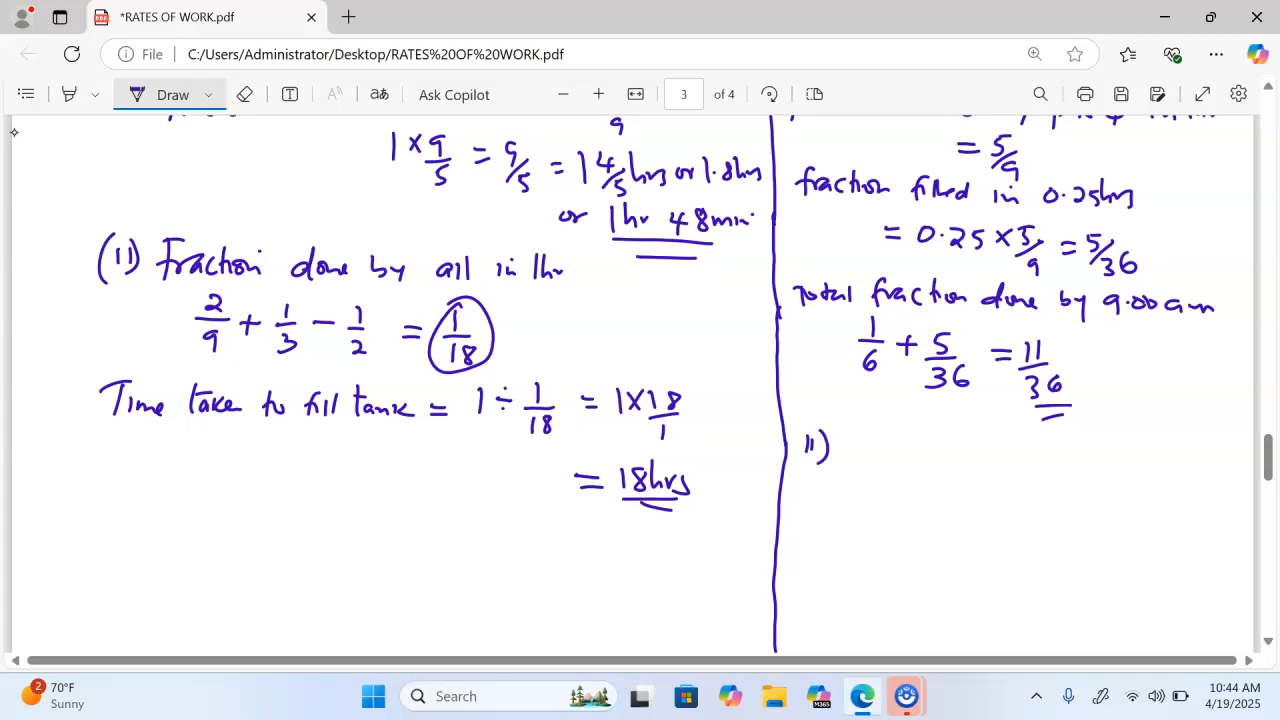 *RATES OF WORK.pdf
File C:/Users/Administrator/Desktop/RATES%20OF%20WORK.pdf
Draw
Ask Copilot
3 of 4
9
1 × 9/5 = 9/5 = 1 4/5 hrs or 1.8hrs
or 1hr 48min.
(II) Fraction done by all in 1hr
2/9 + 1/3 − 1/2 = 1/18
Time taken to fill tank = 1 ÷ 1/18 = 1 × 18/1
= 18hrs
= 5/9
fraction filled in 0.25hrs
= 0.25 × 5/9 = 5/36
Total fraction done by 9.00am
1/6 + 5/36 = 11/36
II)
2
70°F
Sunny
Search
M365
10:44 AM
4/19/2025